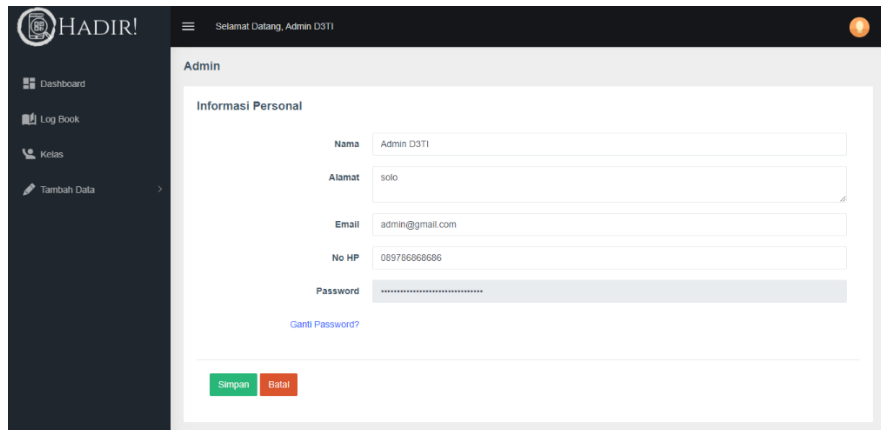 HADIR!
Selamat Datang, Admin D3TI
Dashboard
Log Book
Kelas
Tambah Data
Admin
Informasi Personal
Nama Admin D3TI
Alamat solo
Email admin@gmail.com
No HP 089786868686
Password ••••••••••••••••••••••••••••••••
Ganti Password?
Simpan Batal